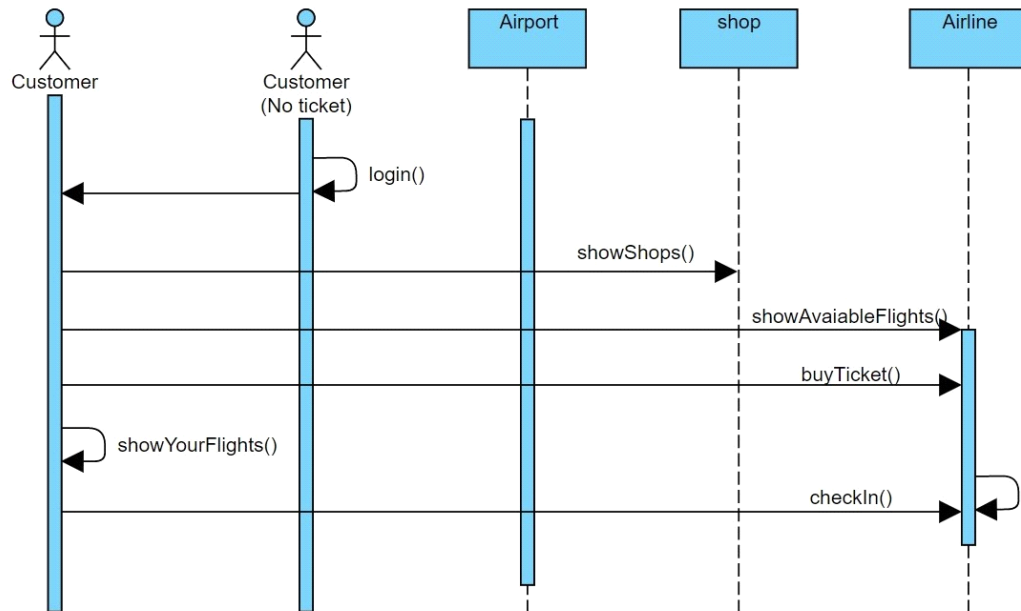 Airport
shop
Airline
Customer
Customer
(No ticket)
login()
showShops()
showAvaiableFlights()
buyTicket()
showYourFlights()
checkIn()